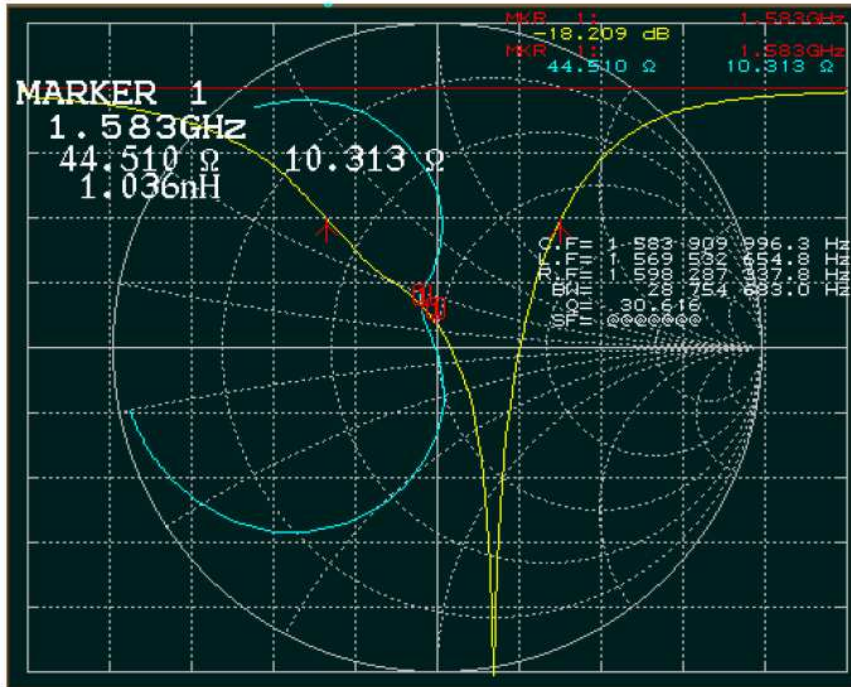 MKR 1: 1.583GHz
-18.209 dB
MKR 1: 1.583GHz
44.510 Ω 10.313 Ω
MARKER 1
1.583GHz
44.510 Ω 10.313 Ω
1.036nH
C.F= 1 583 909 996.3 Hz
L.F= 1 569 532 654.8 Hz
R.F= 1 598 287 337.8 Hz
BW= 28 754 683.0 Hz
Q= 30.616
SF= @@@@@@@